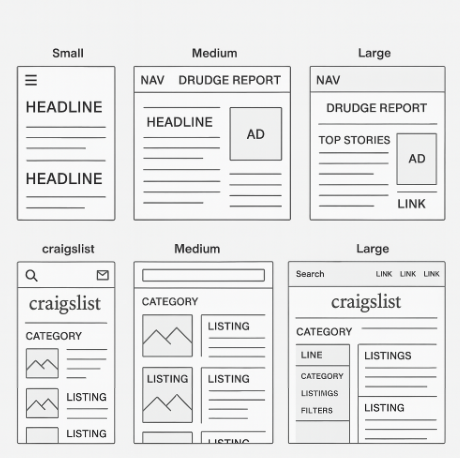 Small
HEADLINE
HEADLINE
Medium
NAV DRUDGE REPORT
HEADLINE
AD
Large
NAV
DRUDGE REPORT
TOP STORIES
AD
LINK
craigslist
craigslist
CATEGORY
LISTING
LISTING
Medium
CATEGORY
LISTING
LISTING LISTING
LISTING
Large
Search LINK LINK LINK
craigslist
CATEGORY
LINE
CATEGORY
LISTINGS
FILTERS
LISTINGS
LISTING